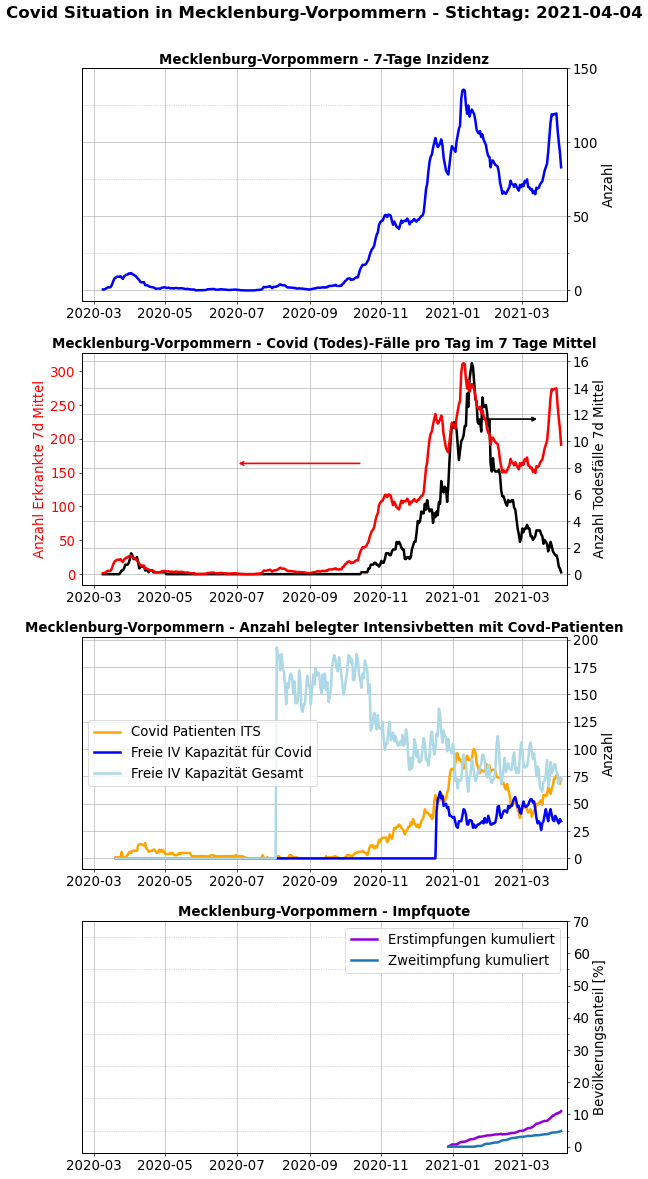 Covid Situation in Mecklenburg-Vorpommern - Stichtag: 2021-04-04
Mecklenburg-Vorpommern - 7-Tage Inzidenz
150
100
50
0
Anzahl
2020-03 2020-05 2020-07 2020-09 2020-11 2021-01 2021-03
Mecklenburg-Vorpommern - Covid (Todes)-Fälle pro Tag im 7 Tage Mittel
Anzahl Erkrankte 7d Mittel
300
250
200
150
100
50
0
16
14
12
10
8
6
4
2
0
Anzahl Todesfälle 7d Mittel
2020-03 2020-05 2020-07 2020-09 2020-11 2021-01 2021-03
Mecklenburg-Vorpommern - Anzahl belegter Intensivbetten mit Covd-Patienten
Covid Patienten ITS
Freie IV Kapazität für Covid
Freie IV Kapazität Gesamt
200
175
150
125
100
75
50
25
0
Anzahl
2020-03 2020-05 2020-07 2020-09 2020-11 2021-01 2021-03
Mecklenburg-Vorpommern - Impfquote
Erstimpfungen kumuliert
Zweitimpfung kumuliert
70
60
50
40
30
20
10
0
Bevölkerungsanteil [%]
2020-03 2020-05 2020-07 2020-09 2020-11 2021-01 2021-03